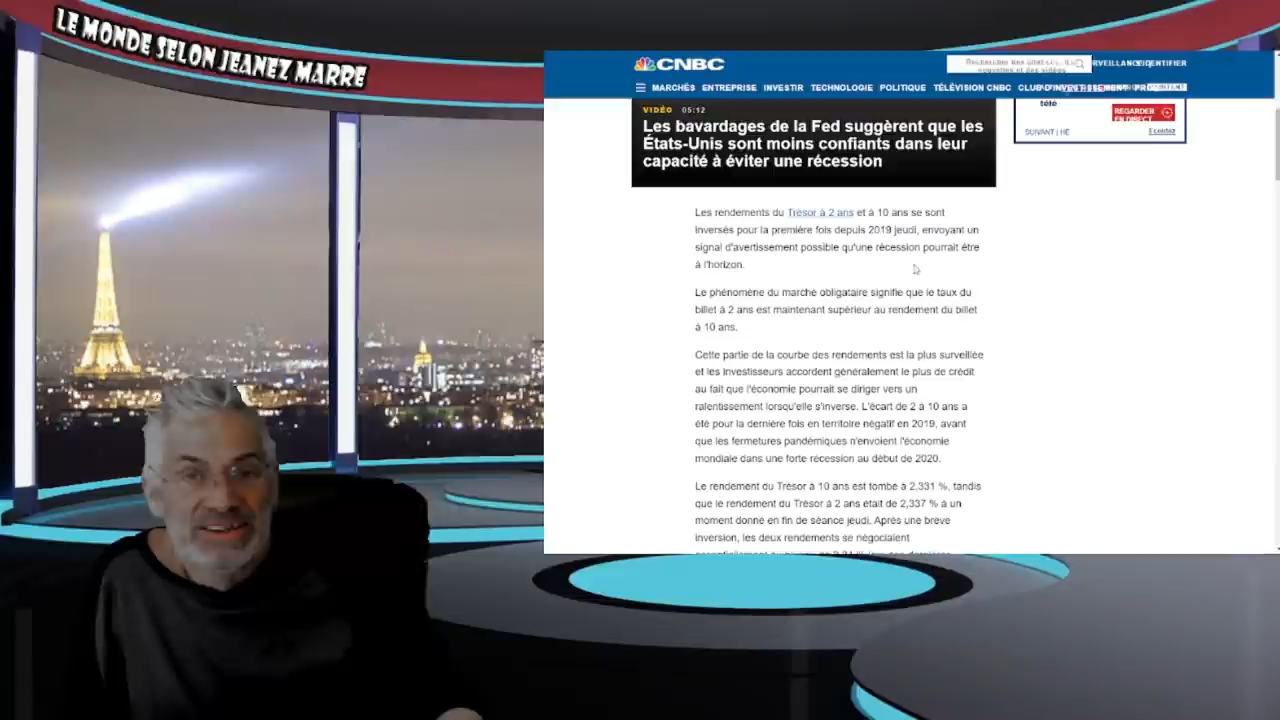 LE MONDE SELON JEANEZ MARRE
CNBC
MARCHÉS ENTREPRISE INVESTIR TECHNOLOGIE POLITIQUE TÉLÉVISION CNBC
VIDÉO 05:12
Les bavardages de la Fed suggèrent que les
États-Unis sont moins confiants dans leur
capacité à éviter une récession
télé
REGARDER
EN DIRECT
SUIVANT | HE
Ecoutez
Les rendements du Trésor à 2 ans et à 10 ans se sont
inversés pour la première fois depuis 2019 jeudi, envoyant un
signal d'avertissement possible qu'une récession pourrait être
à l'horizon.
Le phénomène du marché obligataire signifie que le taux du
billet à 2 ans est maintenant supérieur au rendement du billet
à 10 ans.
Cette partie de la courbe des rendements est la plus surveillée
et les investisseurs accordent généralement le plus de crédit
au fait que l'économie pourrait se diriger vers un
ralentissement lorsqu'elle s'inverse. L'écart de 2 à 10 ans a
été pour la dernière fois en territoire négatif en 2019, avant
que les fermetures pandémiques n'envoient l'économie
mondiale dans une forte récession au début de 2020.
Le rendement du Trésor à 10 ans est tombé à 2,331 %, tandis
que le rendement du Trésor à 2 ans était de 2,337 % à un
moment donné en fin de séance jeudi. Après une brève
inversion, les deux rendements se négociaient